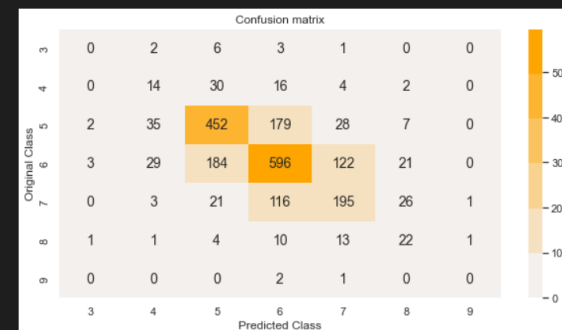 Confusion matrix
3 0 2 6 3 1 0 0
4 0 14 30 16 4 2 0
5 2 35 452 179 28 7 0
6 3 29 184 596 122 21 0
7 0 3 21 116 195 26 1
8 1 1 4 10 13 22 1
9 0 0 0 2 1 0 0
3 4 5 6 7 8 9
Original Class
Predicted Class
50
40
30
20
10
0